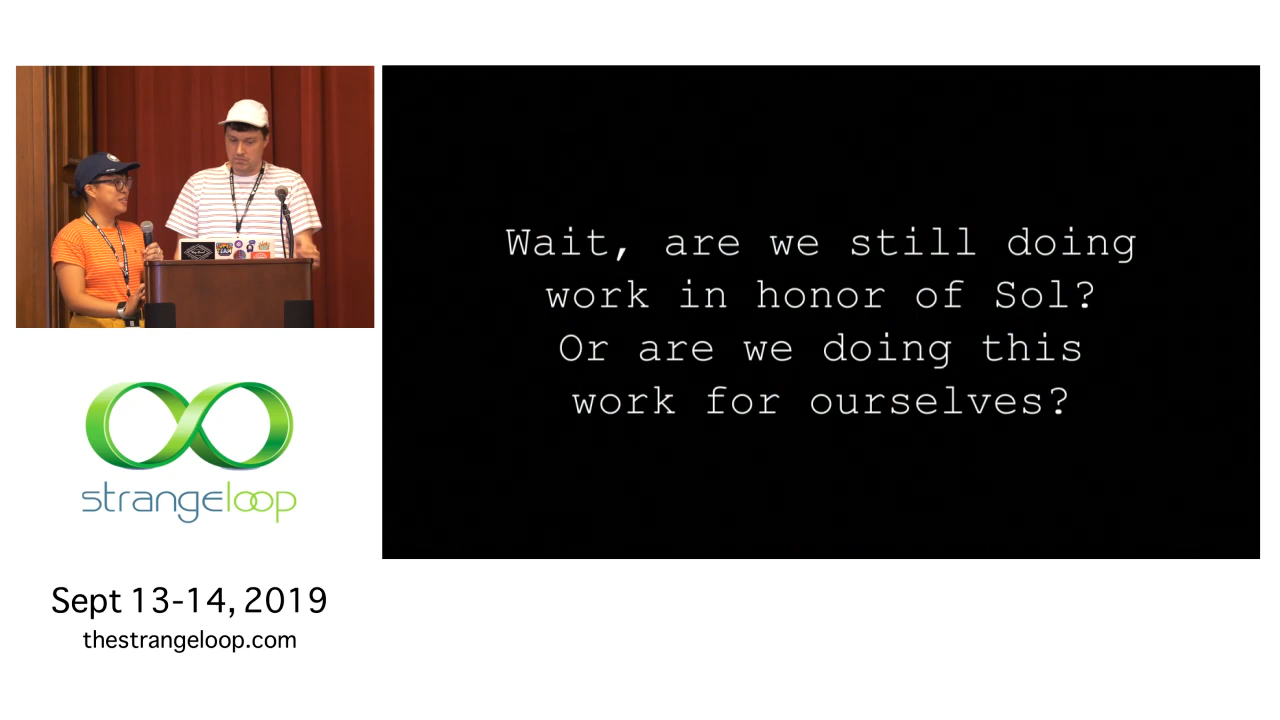 Wait, are we still doing
work in honor of Sol?
Or are we doing this
work for ourselves?
strangeloop
Sept 13-14, 2019
thestrangeloop.com